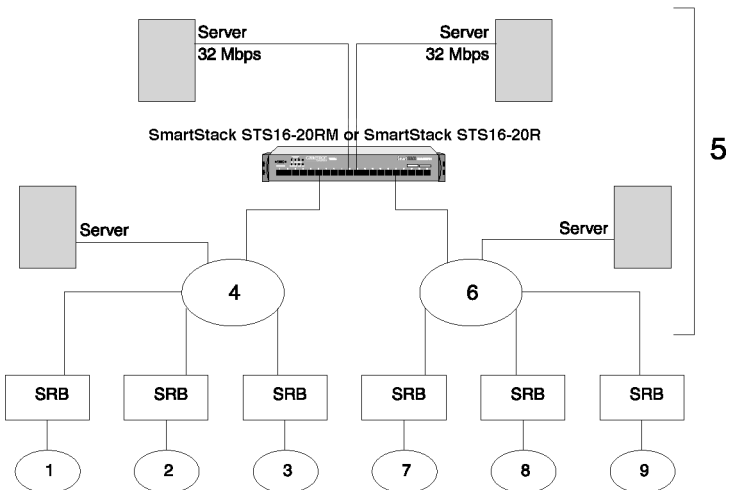 Server
32 Mbps
Server
32 Mbps
SmartStack STS16-20RM or SmartStack STS16-20R
5
Server
Server
4
6
SRB
SRB
SRB
SRB
SRB
SRB
1
2
3
7
8
9